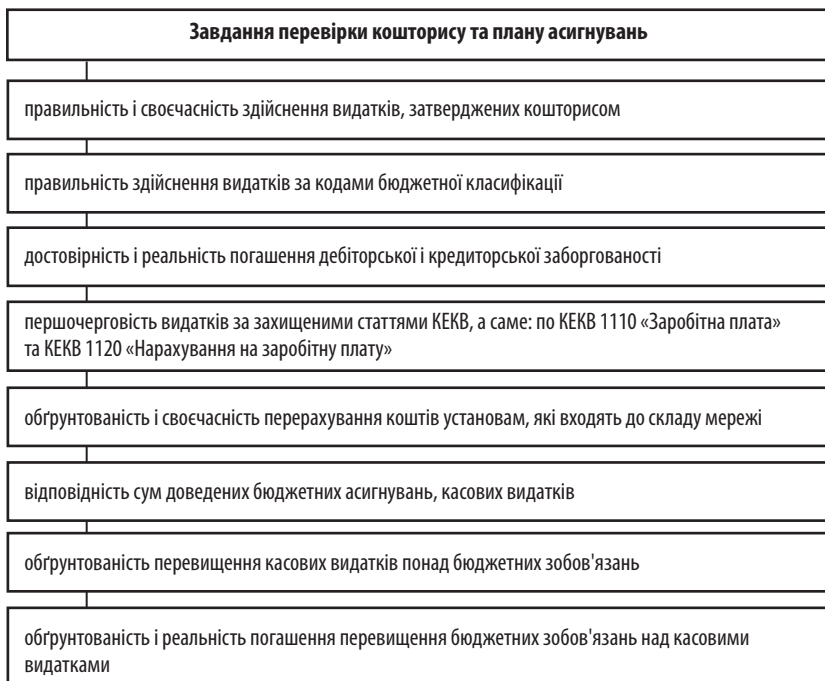 Завдання перевірки кошторису та плану асигнувань
правильність і своєчасність здійснення видатків, затверджених кошторисом
правильність здійснення видатків за кодами бюджетної класифікації
достовірність і реальність погашення дебіторської і кредиторської заборгованості
першочерговість видатків за захищеними статтями КЕКВ, а саме: по КЕКВ 1110 «Заробітна плата»
та КЕКВ 1120 «Нарахування на заробітну плату»
обґрунтованість і своєчасність перерахування коштів установам, які входять до складу мережі
відповідність сум доведених бюджетних асигнувань, касових видатків
обґрунтованість перевищення касових видатків понад бюджетних зобов'язань
обґрунтованість і реальність погашення перевищення бюджетних зобов'язань над касовими
видатками